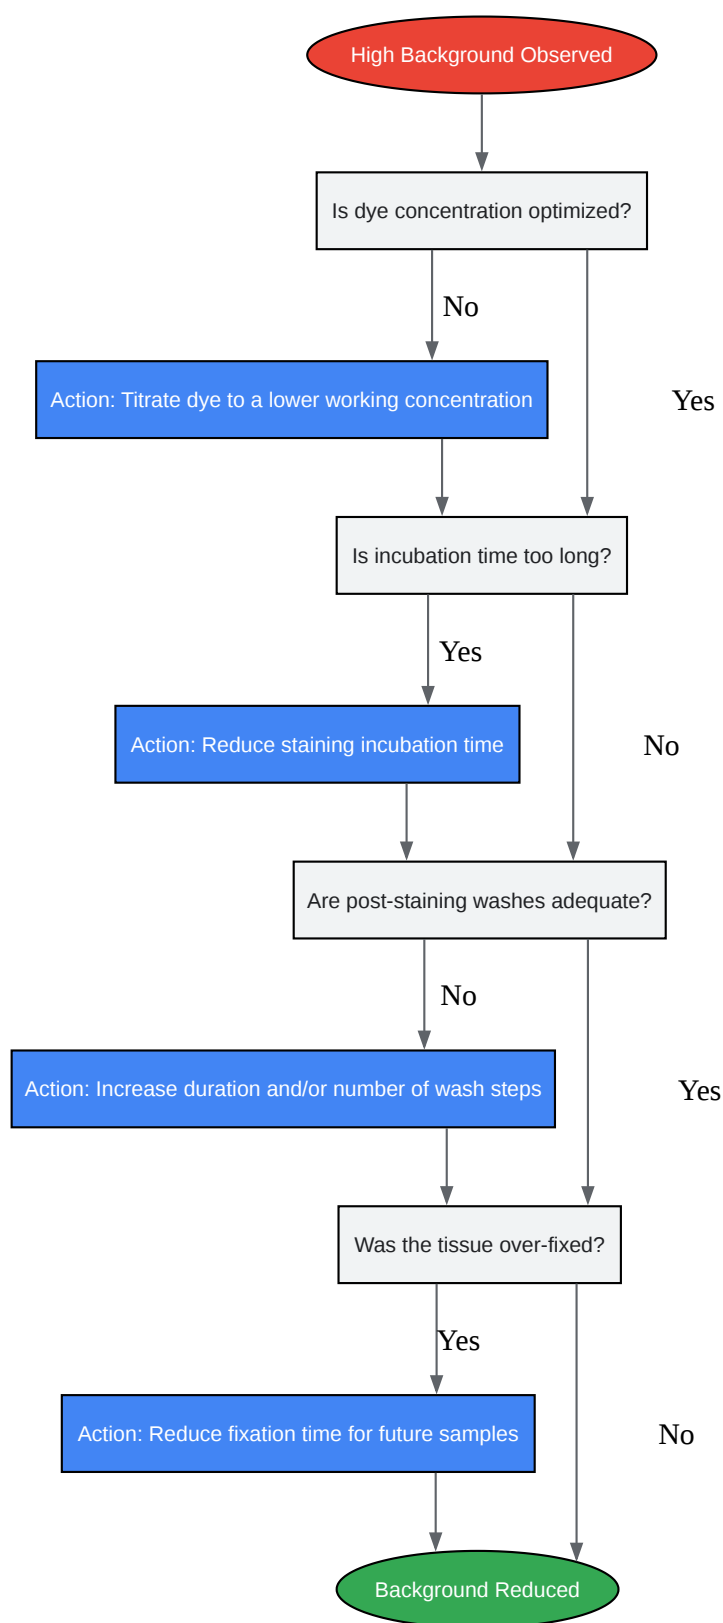 High Background Observed
Is dye concentration optimized?
No
Action: Titrate dye to a lower working concentration
Yes
Is incubation time too long?
Yes
Action: Reduce staining incubation time
No
Are post-staining washes adequate?
No
Action: Increase duration and/or number of wash steps
Yes
Was the tissue over-fixed?
Yes
Action: Reduce fixation time for future samples
No
Background Reduced